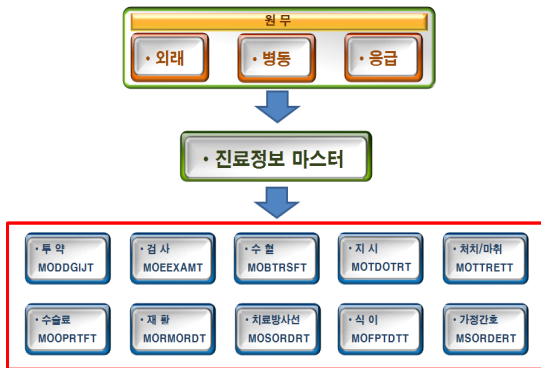 원 무
· 외래
· 병동
· 응급
· 진료정보 마스터
· 투 약
MODDGIJT
· 검 사
MOEEXAMT
· 수 혈
MOBTRSFT
· 지 시
MOTDOTRT
· 처치/마취
MOTTRETT
· 수술료
MOOPRTFT
· 재 활
MORMORDT
· 치료방사선
MOSORDRT
· 식 이
MOFPTDTT
· 가정간호
MSORDERT